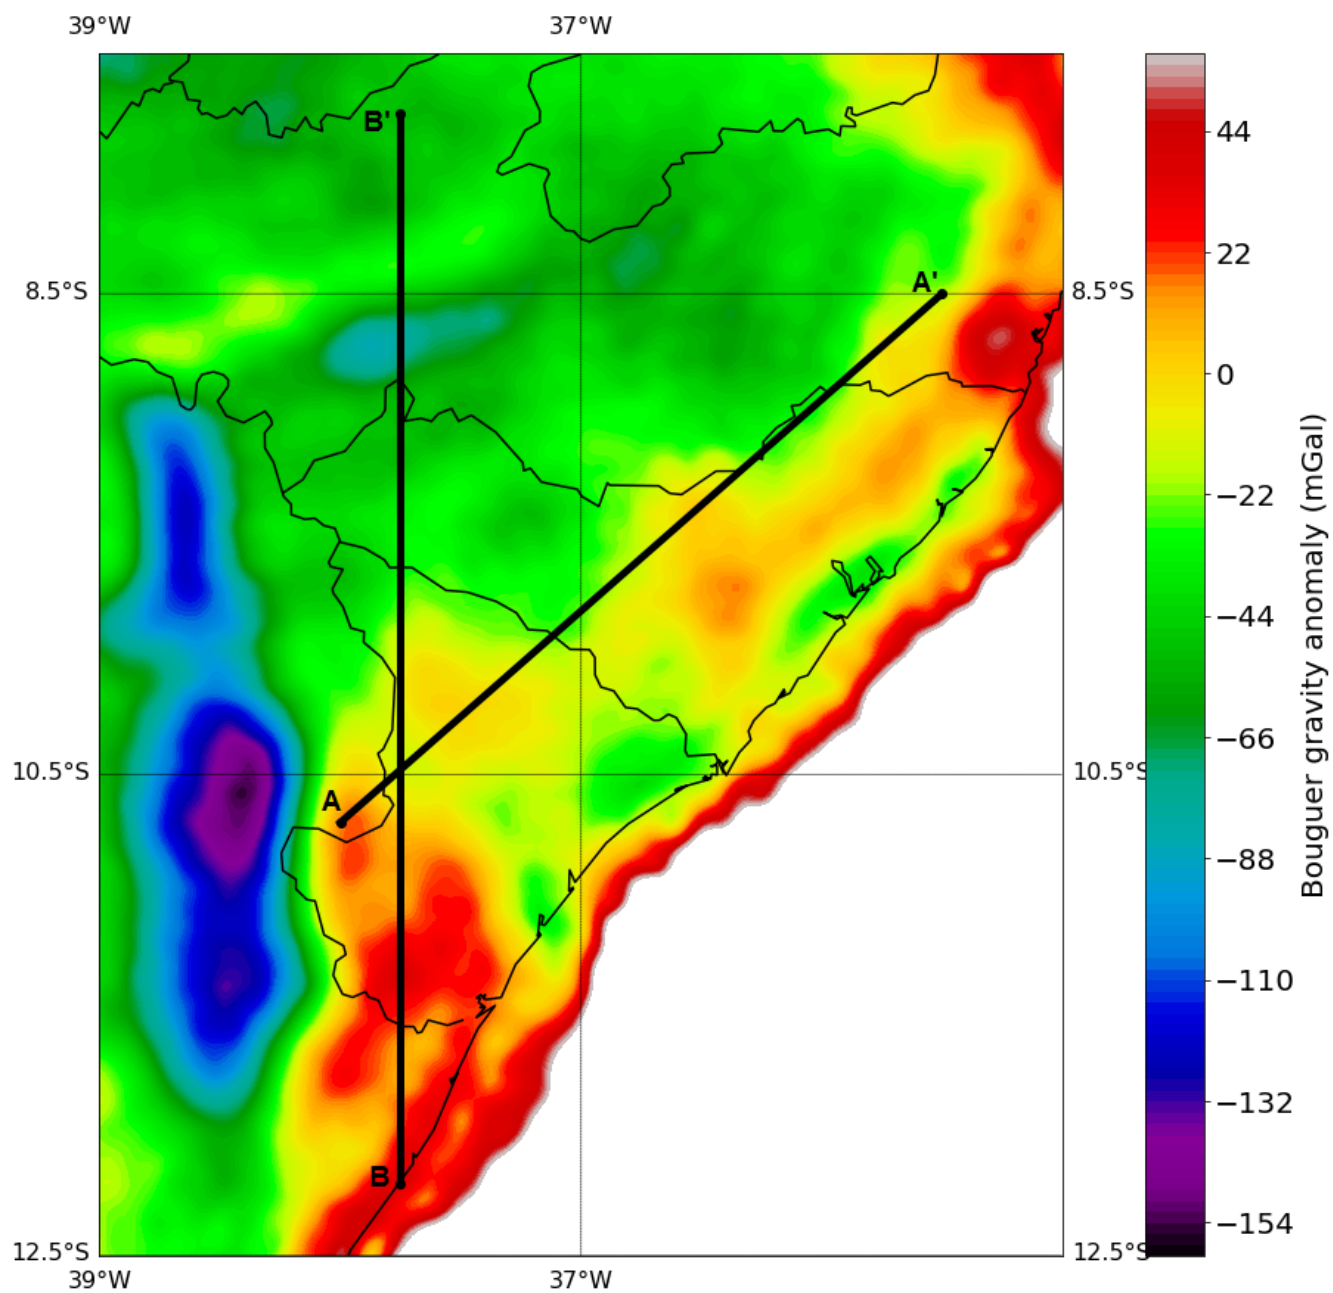 39°W 37°W
B'
44
22
A'
8.5°S 8.5°S
0
−22
−44
−66
10.5°S 10.5°S
A
−88
−110
−132
B
−154
12.5°S 12.5°S
39°W 37°W
Bouguer gravity anomaly (mGal)